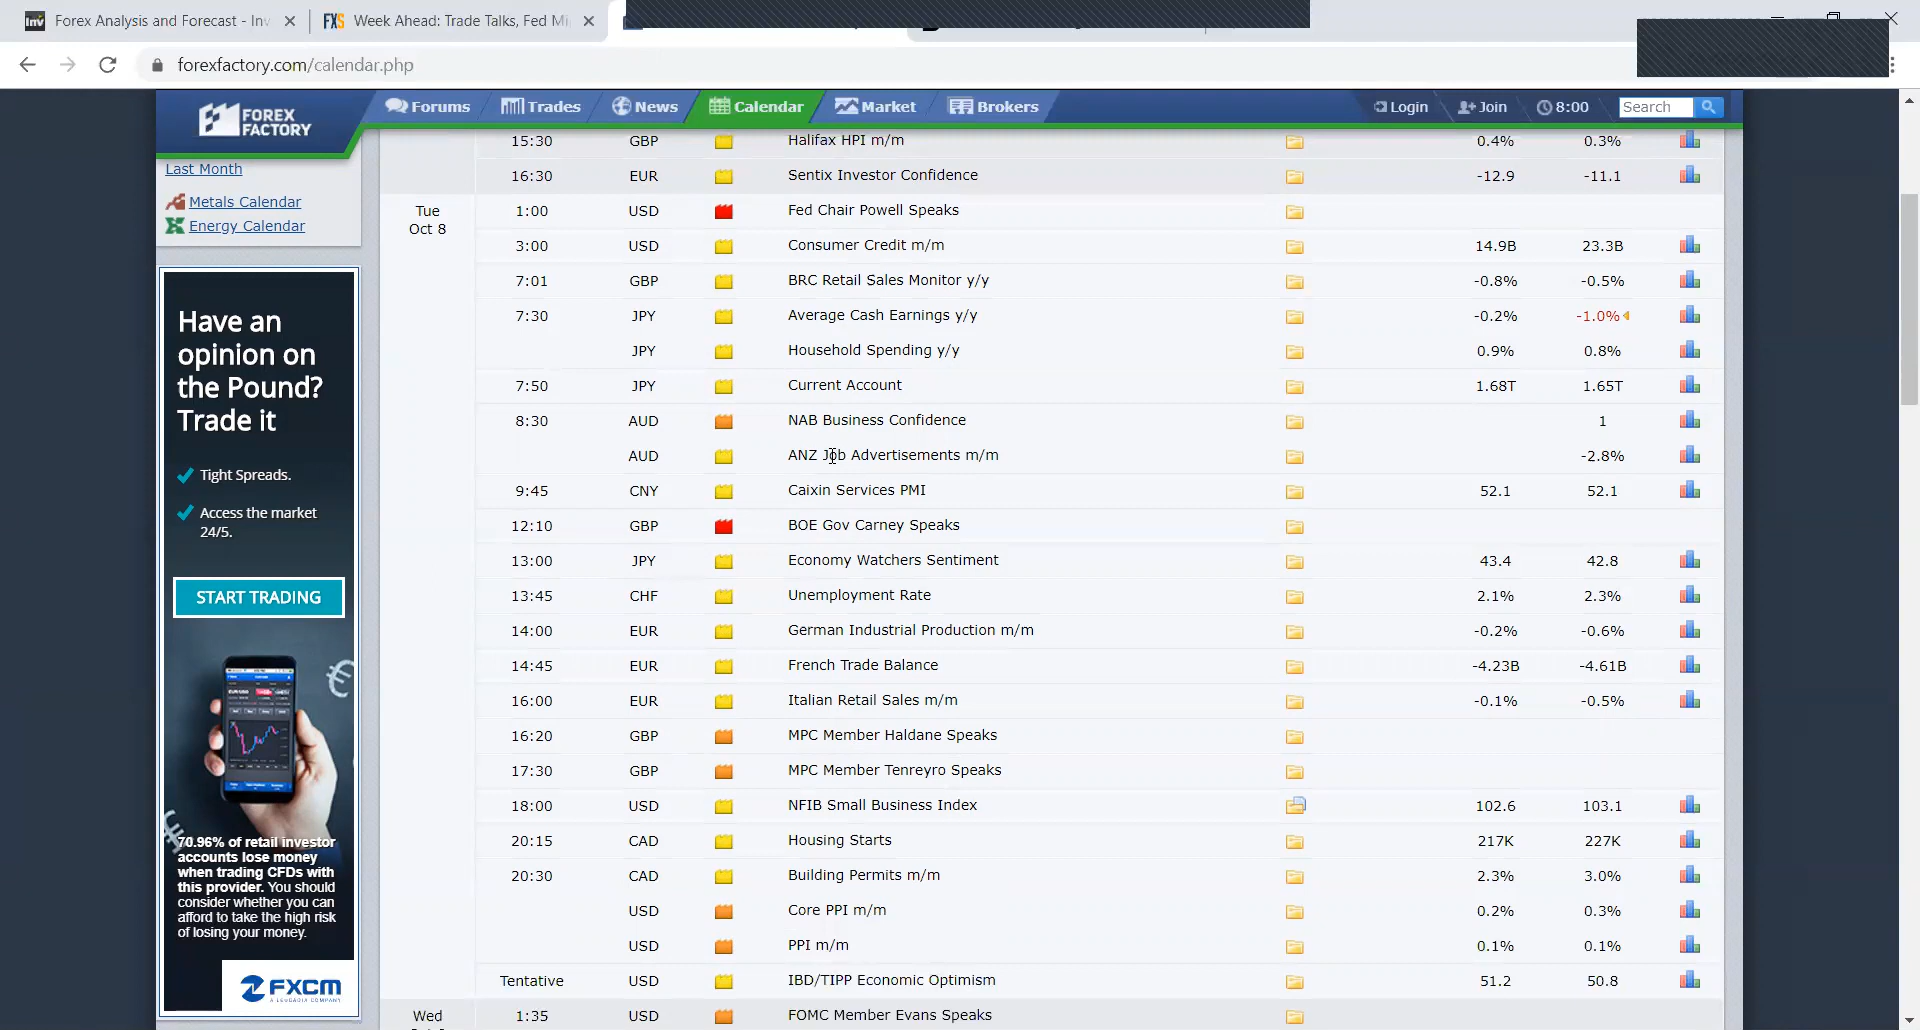 Forex Analysis and Forecast - Inv
Week Ahead: Trade Talks, Fed Mi
forexfactory.com/calendar.php
FOREX FACTORY
Forums Trades News Calendar Market Brokers Login Join 8:00 Search
Last Month
Metals Calendar
Energy Calendar
Have an
opinion on
the Pound?
Trade it
Tight Spreads.
Access the market
24/5.
START TRADING
70.96% of retail investor
accounts lose money
when trading CFDs with
this provider. You should
consider whether you can
afford to take the high risk
of losing your money.
FXCM
15:30 GBP Halifax HPI m/m 0.4% 0.3%
16:30 EUR Sentix Investor Confidence -12.9 -11.1
Tue
Oct 8
1:00 USD Fed Chair Powell Speaks
3:00 USD Consumer Credit m/m 14.9B 23.3B
7:01 GBP BRC Retail Sales Monitor y/y -0.8% -0.5%
7:30 JPY Average Cash Earnings y/y -0.2% -1.0%
JPY Household Spending y/y 0.9% 0.8%
7:50 JPY Current Account 1.68T 1.65T
8:30 AUD NAB Business Confidence 1
AUD ANZ Job Advertisements m/m -2.8%
9:45 CNY Caixin Services PMI 52.1 52.1
12:10 GBP BOE Gov Carney Speaks
13:00 JPY Economy Watchers Sentiment 43.4 42.8
13:45 CHF Unemployment Rate 2.1% 2.3%
14:00 EUR German Industrial Production m/m -0.2% -0.6%
14:45 EUR French Trade Balance -4.23B -4.61B
16:00 EUR Italian Retail Sales m/m -0.1% -0.5%
16:20 GBP MPC Member Haldane Speaks
17:30 GBP MPC Member Tenreyro Speaks
18:00 USD NFIB Small Business Index 102.6 103.1
20:15 CAD Housing Starts 217K 227K
20:30 CAD Building Permits m/m 2.3% 3.0%
USD Core PPI m/m 0.2% 0.3%
USD PPI m/m 0.1% 0.1%
Tentative USD IBD/TIPP Economic Optimism 51.2 50.8
Wed
1:35 USD FOMC Member Evans Speaks